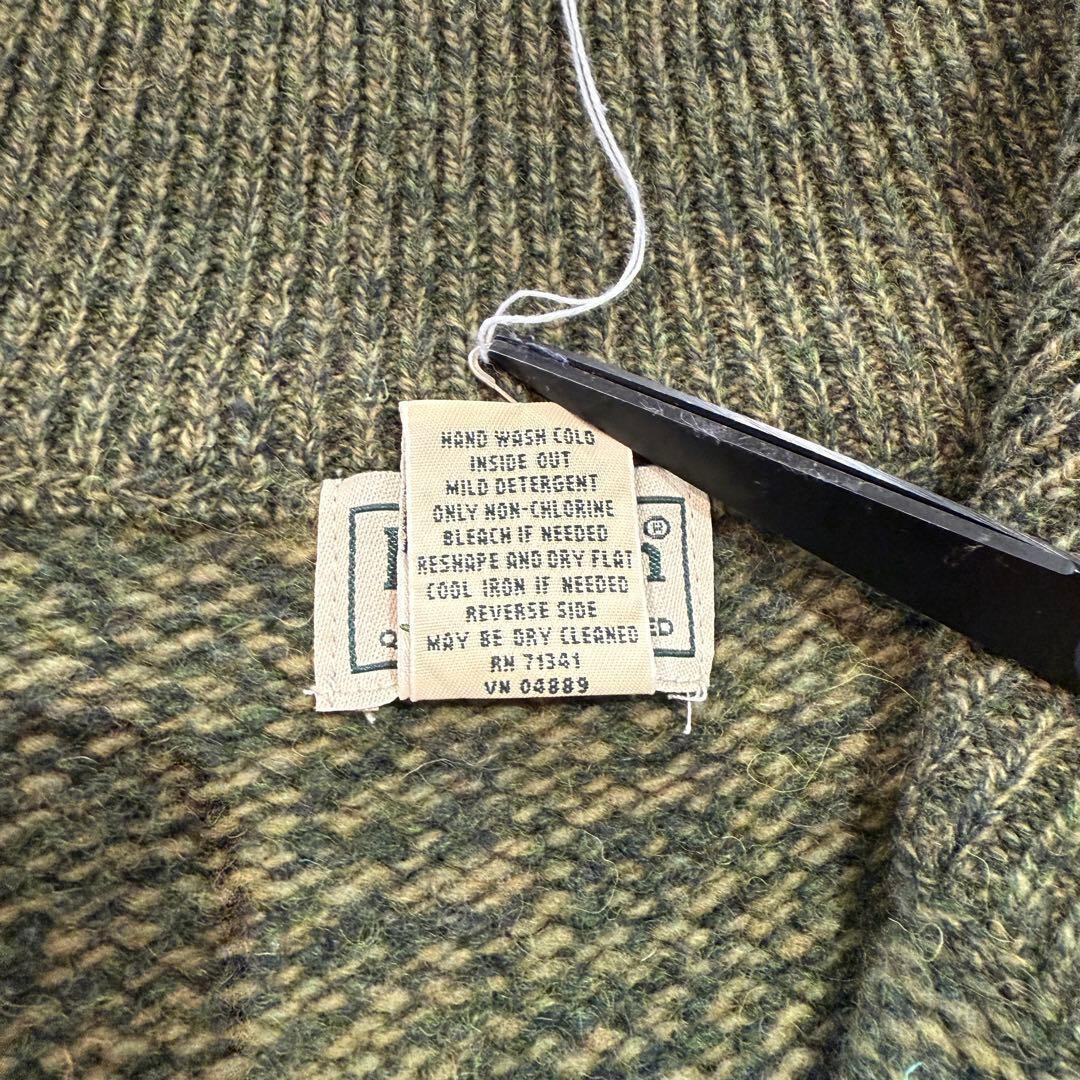 HAND WASH COLD
INSIDE OUT
MILD DETERGENT
ONLY NON-CHLORINE
BLEACH IF NEEDED
RESHAPE AND DRY FLAT
COOL IRON IF NEEDED
REVERSE SIDE
MAY BE DRY CLEANED
RN 71341
VN 04889
®